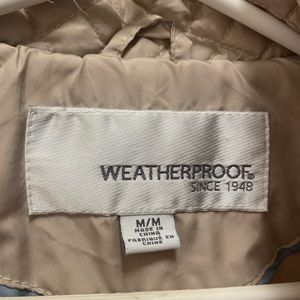 WEATHERPROOF®
SINCE 1948
M/M
MADE IN
CHINA
FABRIQUÉ EN
CHINE